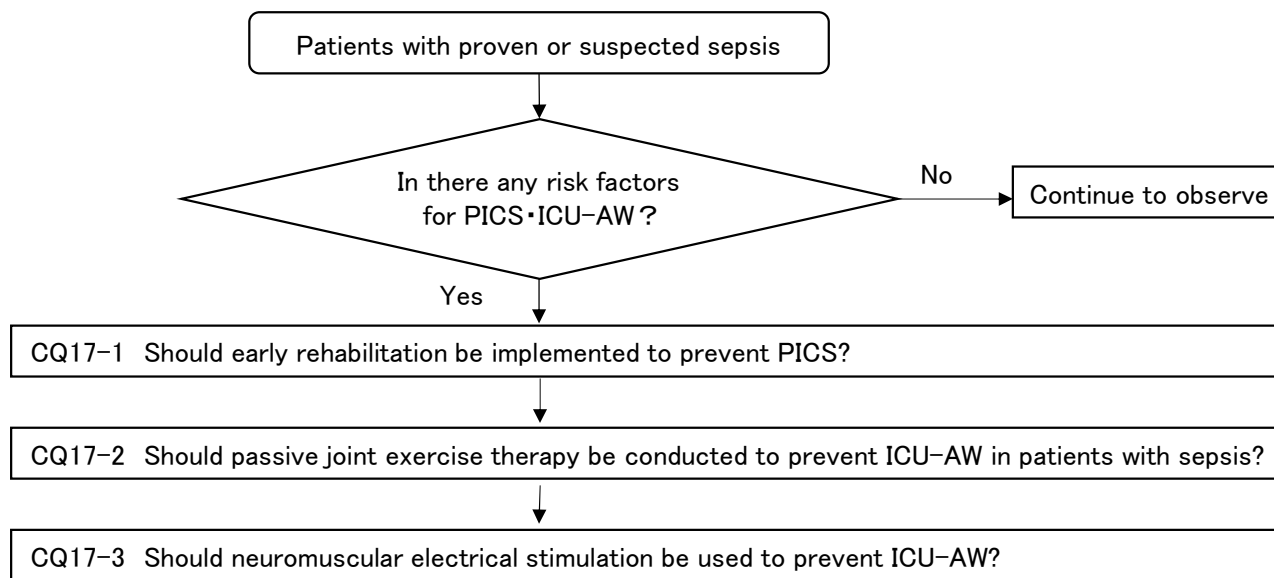 Patients with proven or suspected sepsis
In there any risk factors
for PICS・ICU−AW？
No
Continue to observe
Yes
CQ17−1 Should early rehabilitation be implemented to prevent PICS?
CQ17−2 Should passive joint exercise therapy be conducted to prevent ICU−AW in patients with sepsis?
CQ17−3 Should neuromuscular electrical stimulation be used to prevent ICU−AW?